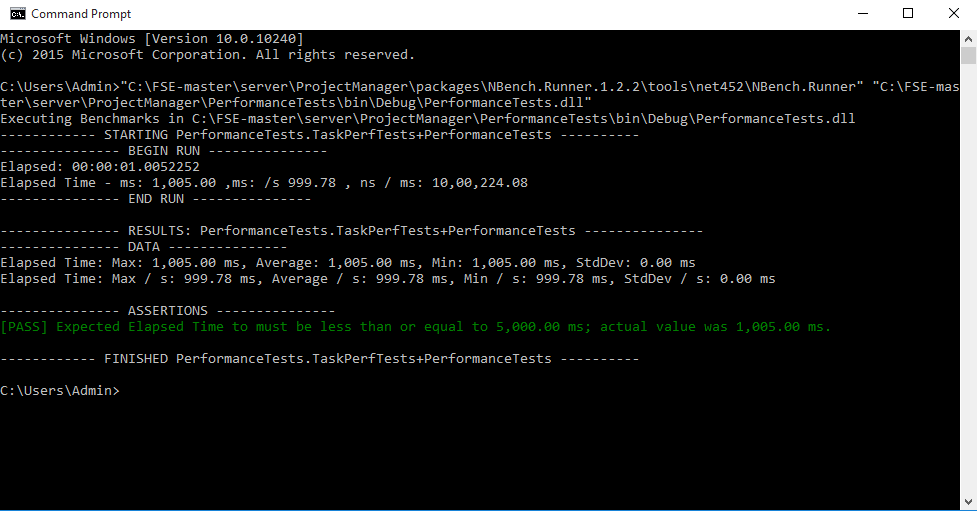 Command Prompt
Microsoft Windows [Version 10.0.10240]
(c) 2015 Microsoft Corporation. All rights reserved.
C:\Users\Admin>"C:\FSE-master\server\ProjectManager\packages\NBench.Runner.1.2.2\tools\net452\NBench.Runner" "C:\FSE-mas
ter\server\ProjectManager\PerformanceTests\bin\Debug\PerformanceTests.dll"
Executing Benchmarks in C:\FSE-master\server\ProjectManager\PerformanceTests\bin\Debug\PerformanceTests.dll
------------ STARTING PerformanceTests.TaskPerfTests+PerformanceTests ----------
--------------- BEGIN RUN ---------------
Elapsed: 00:00:01.0052252
Elapsed Time - ms: 1,005.00 ,ms: /s 999.78 , ns / ms: 10,00,224.08
--------------- END RUN ---------------
--------------- RESULTS: PerformanceTests.TaskPerfTests+PerformanceTests ---------------
--------------- DATA ---------------
Elapsed Time: Max: 1,005.00 ms, Average: 1,005.00 ms, Min: 1,005.00 ms, StdDev: 0.00 ms
Elapsed Time: Max / s: 999.78 ms, Average / s: 999.78 ms, Min / s: 999.78 ms, StdDev / s: 0.00 ms
--------------- ASSERTIONS ---------------
[PASS] Expected Elapsed Time to must be less than or equal to 5,000.00 ms; actual value was 1,005.00 ms.
------------ FINISHED PerformanceTests.TaskPerfTests+PerformanceTests ----------
C:\Users\Admin>